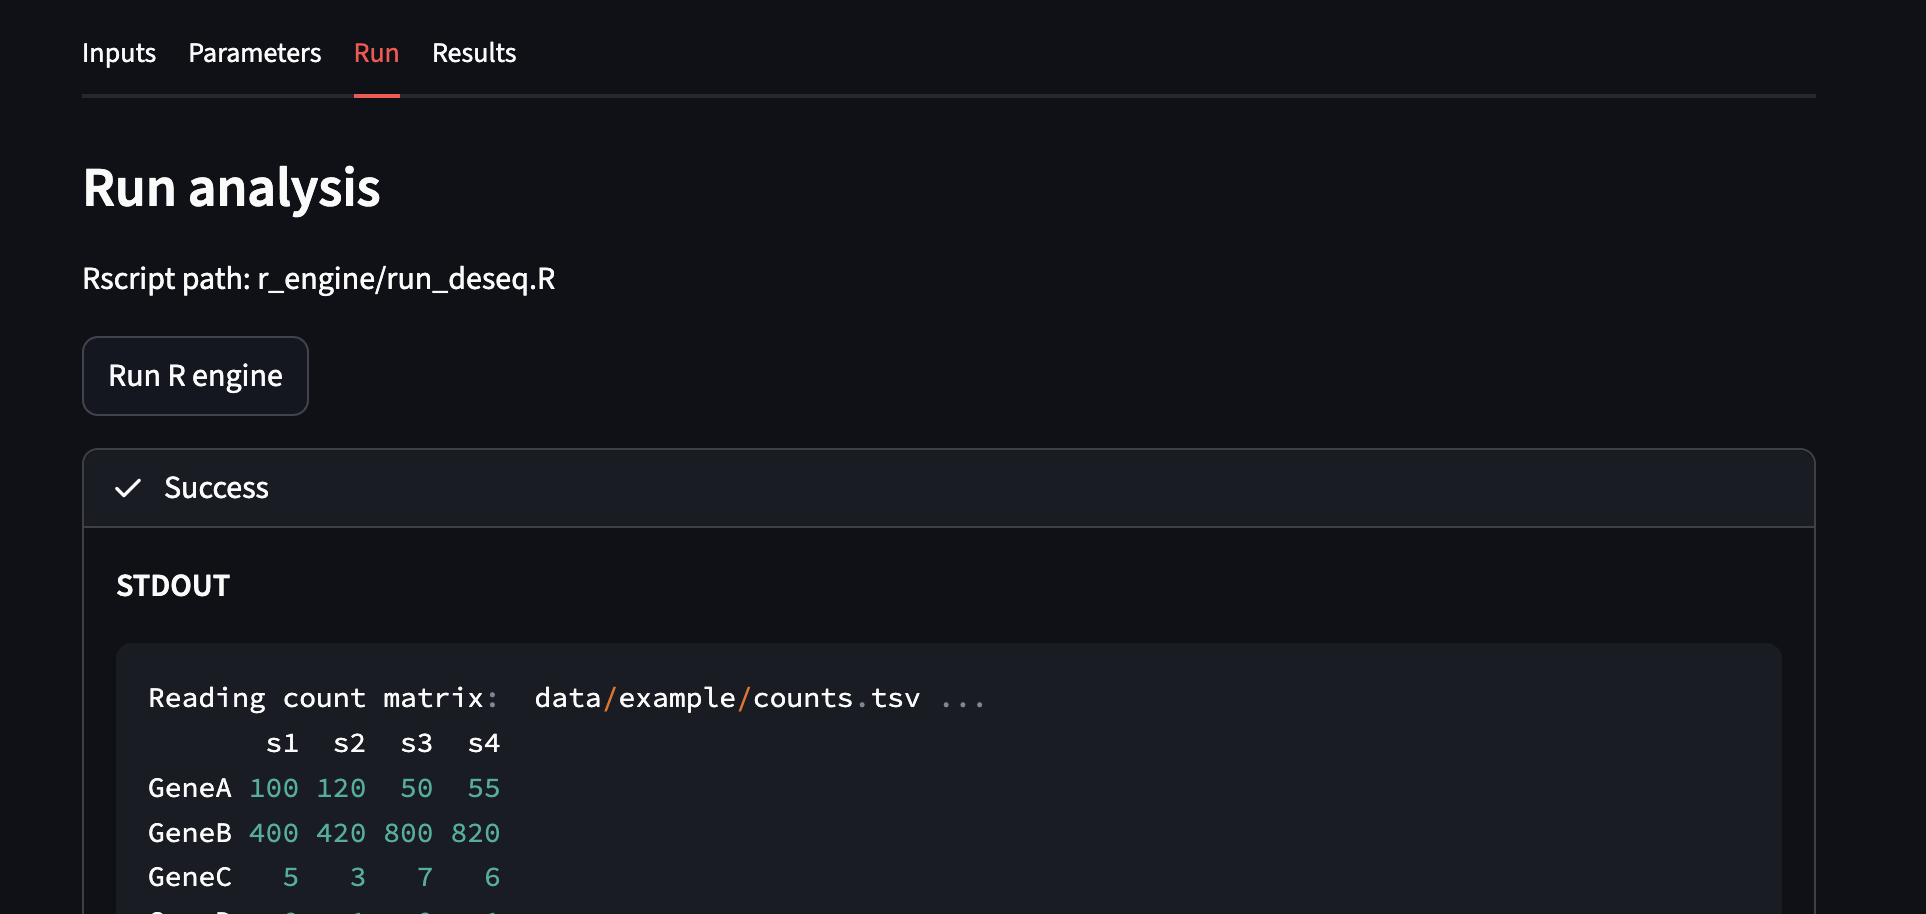 Inputs Parameters Run Results
Run analysis
Rscript path: r_engine/run_deseq.R
Run R engine
Success
STDOUT
Reading count matrix:  data/example/counts.tsv ...
       s1  s2  s3  s4
GeneA 100 120  50  55
GeneB 400 420 800 820
GeneC   5   3   7   6